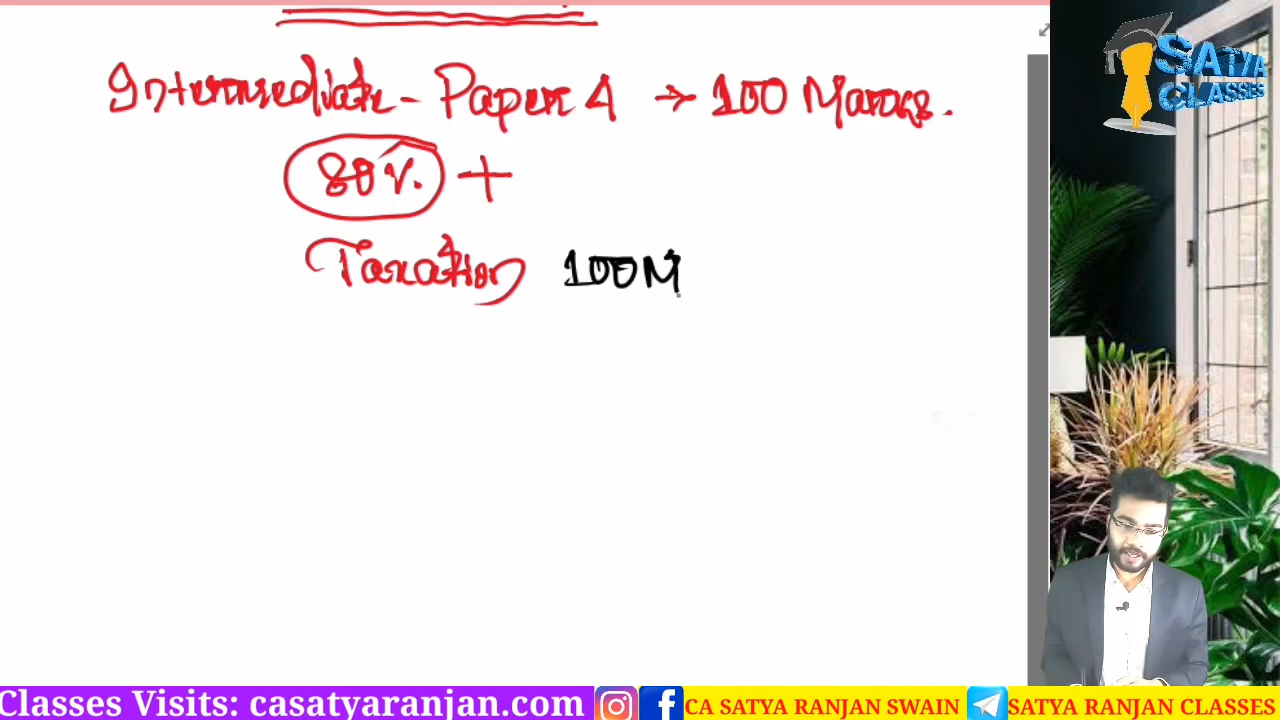 SATYA
CLASSES
Intermediate - Paper 4 → 100 Marks.
80%. +
Taxation 100M
Classes Visits: casatyaranjan.com
CA SATYA RANJAN SWAIN
SATYA RANJAN CLASSES